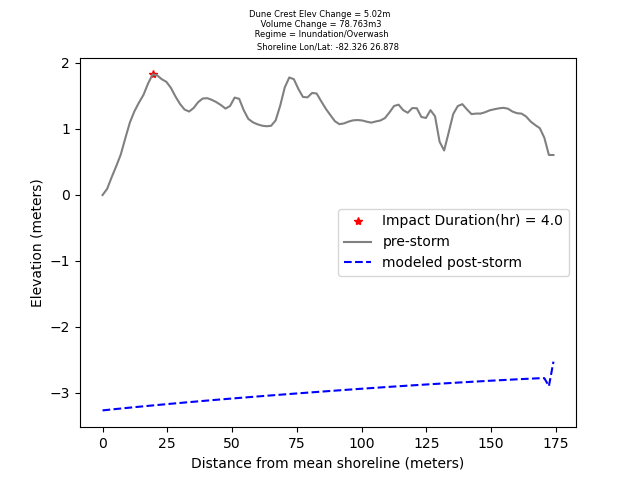 Dune Crest Elev Change = 5.02m
Volume Change = 78.763m3
Regime = Inundation/Overwash
Shoreline Lon/Lat: -82.326 26.878
2
1
0
−1
−2
−3
Elevation (meters)
Impact Duration(hr) = 4.0
pre-storm
modeled post-storm
0 25 50 75 100 125 150 175
Distance from mean shoreline (meters)